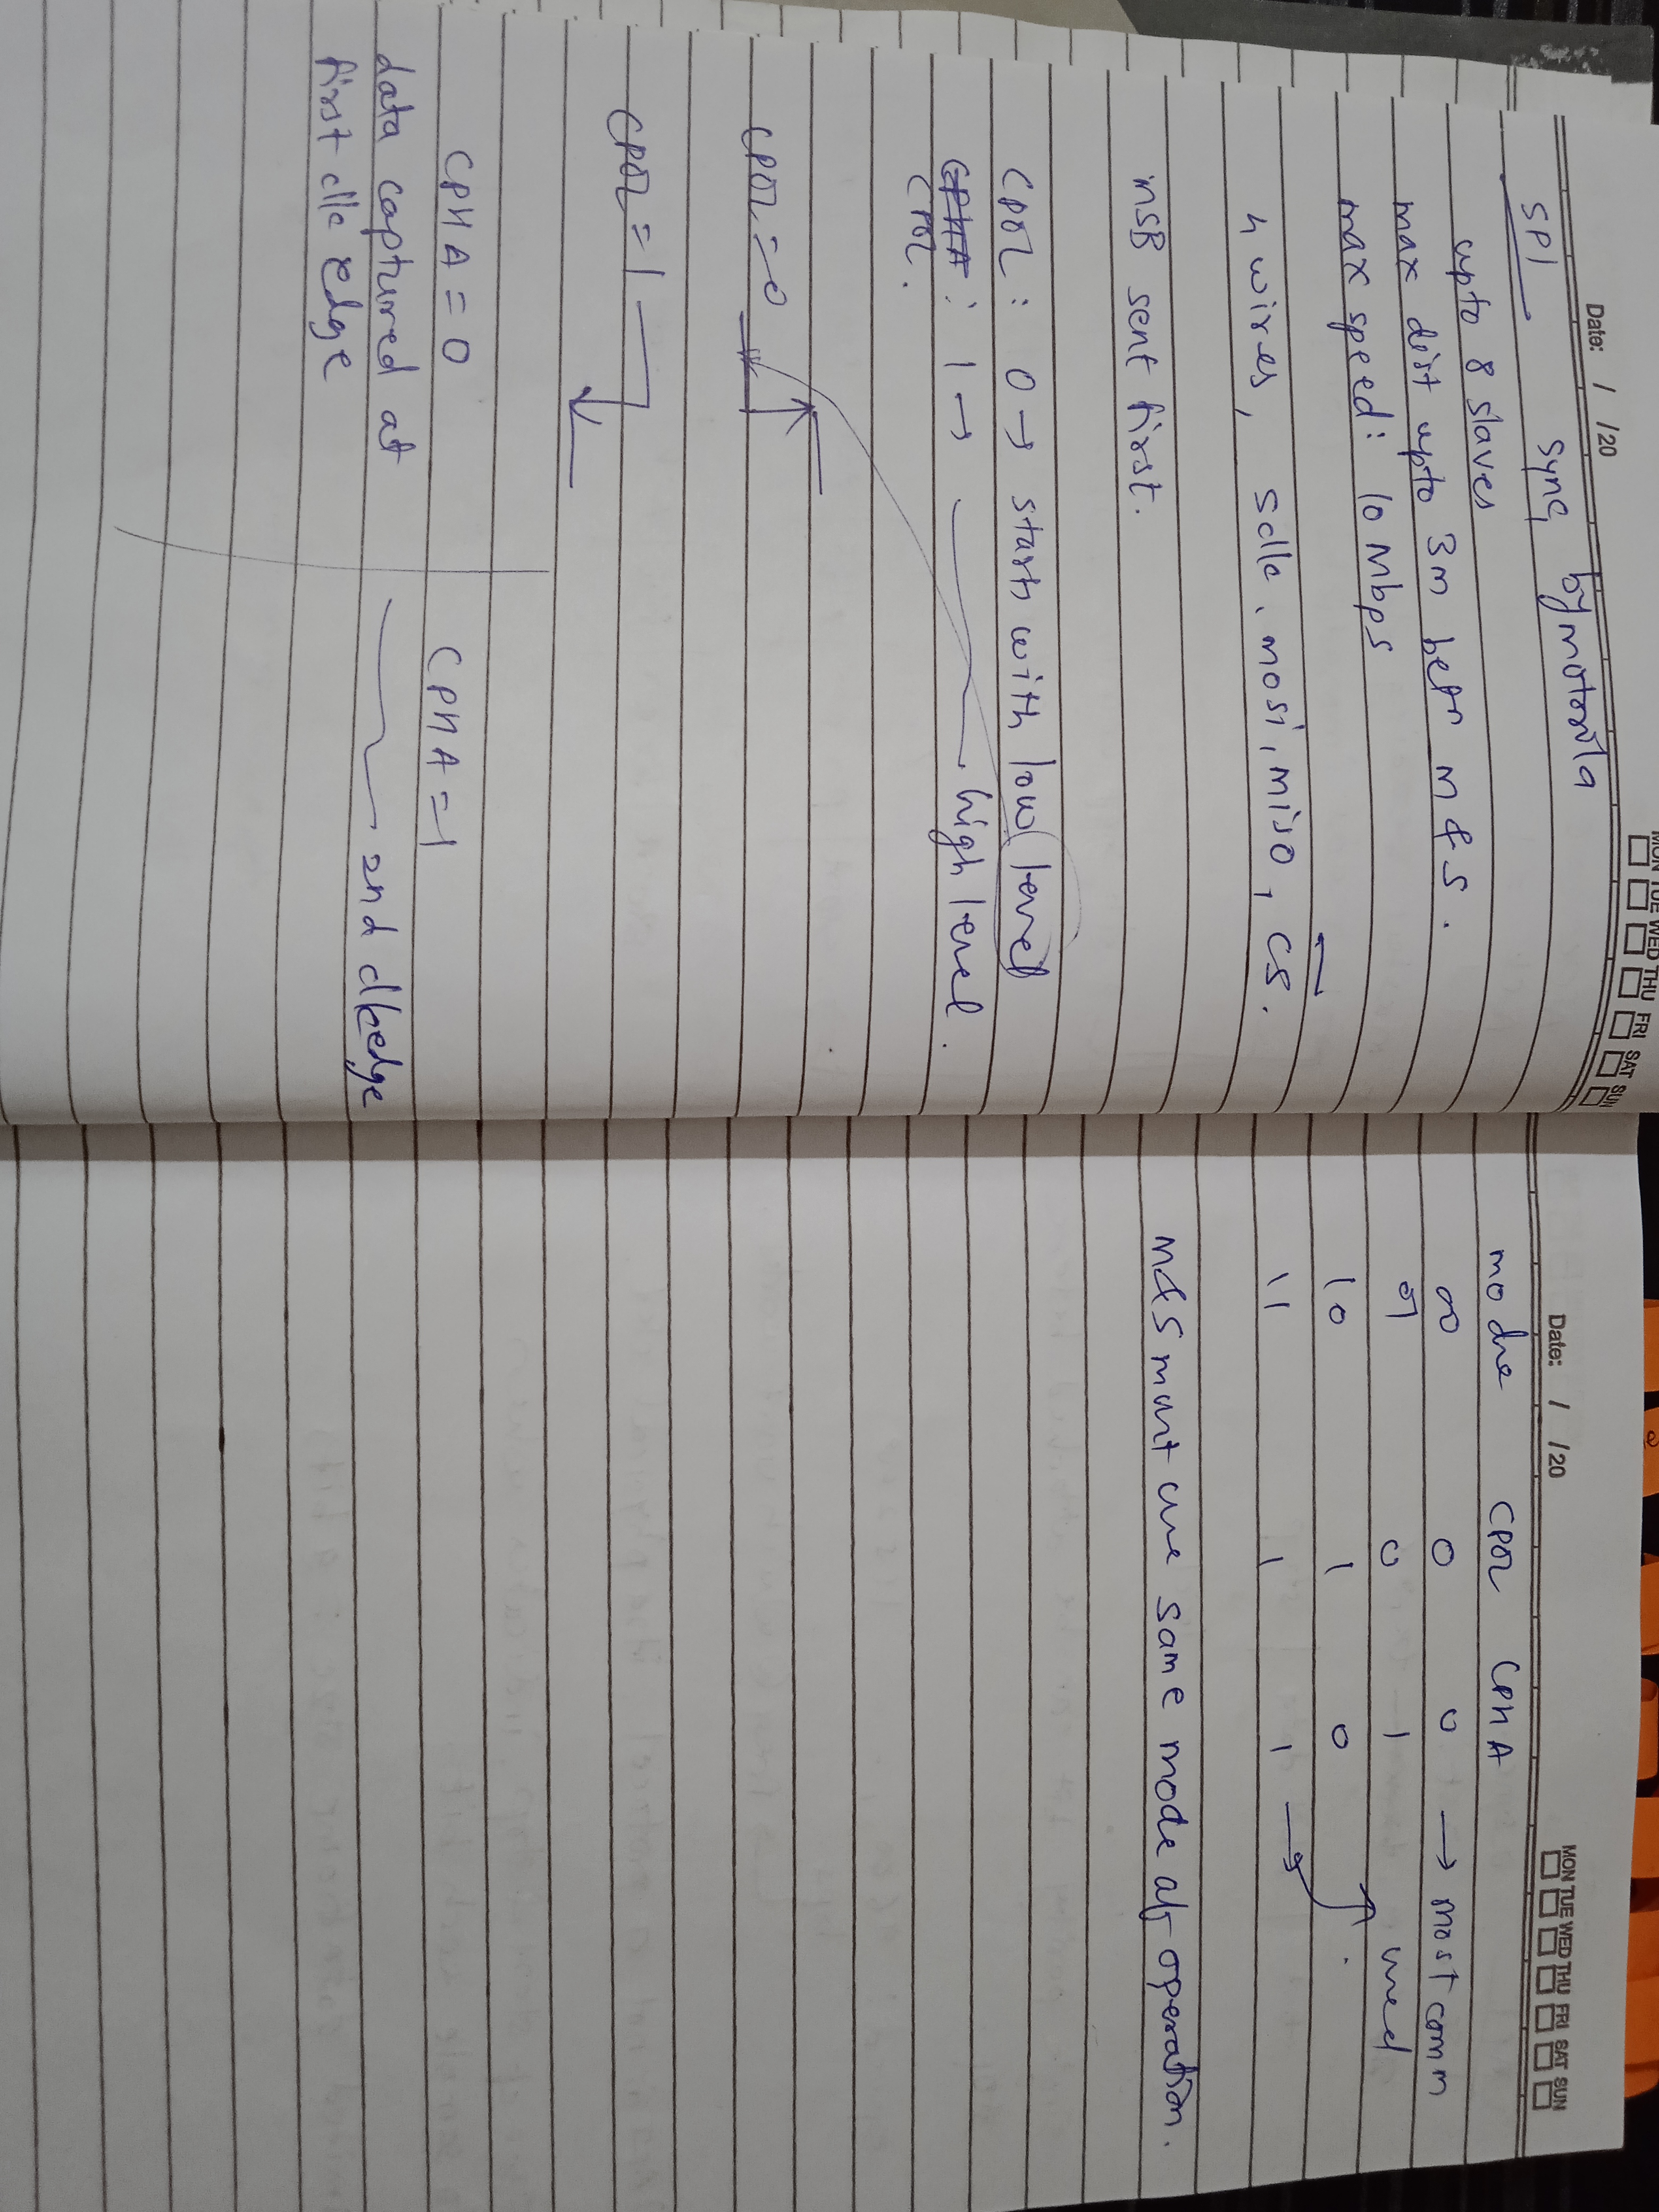 Date: / /20
MON TUE WED THU FRI SAT SUN
SPI sync, by motorola
upto 8 slaves
max dist upto 3m betn m & s.
max speed: 10 Mbps
4 wires, sclk, mosi, miso, CS.
MSB sent first.
CPOL: 0 → starts with low level
CPHA: 1 → high level.
CPOL.
CPOL = 0
CPOL = 1
CPHA = 0 CPHA = 1
data captured at 2nd clk edge
first clk edge
Date: / /20
MON TUE WED THU FRI SAT SUN
mode CPOL CPHA
00 0 0 → most comm
01 0 1 used
10 1 0
11 1 1 →
M & S must use same mode of operation.